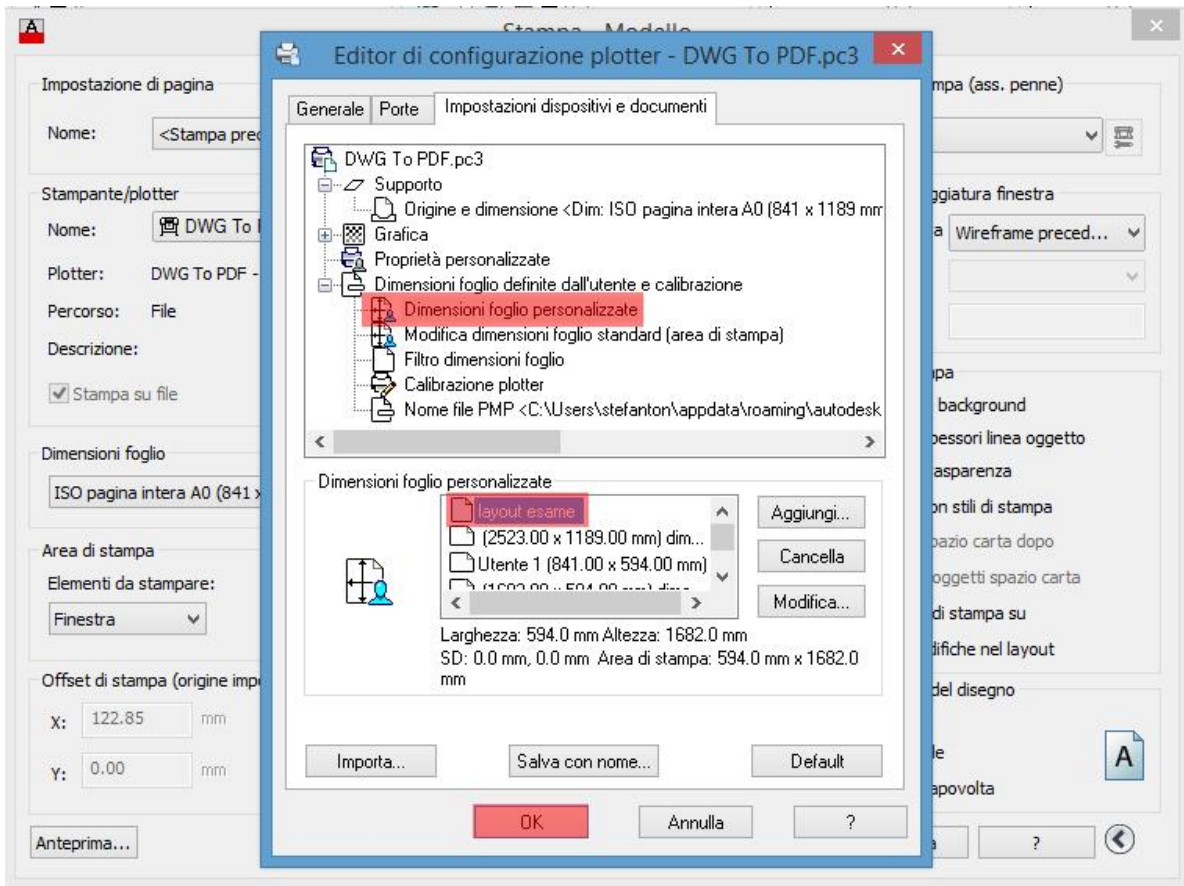 Stampa - Modello
Editor di configurazione plotter - DWG To PDF.pc3
Impostazione di pagina
Nome:
<Stampa prec
Stampante/plotter
Nome:
DWG To
Plotter:
DWG To PDF -
Percorso:
File
Descrizione:
Stampa su file
Dimensioni foglio
ISO pagina intera A0 (841 x
Area di stampa
Elementi da stampare:
Finestra
Offset di stampa (origine imp
X:
122.85
mm
Y:
0.00
mm
Anteprima...
Generale
Porte
Impostazioni dispositivi e documenti
DWG To PDF.pc3
Supporto
Origine e dimensione <Dim: ISO pagina intera A0 (841 x 1189 mm
Grafica
Proprietà personalizzate
Dimensioni foglio definite dall'utente e calibrazione
Dimensioni foglio personalizzate
Modifica dimensioni foglio standard (area di stampa)
Filtro dimensioni foglio
Calibrazione plotter
Nome file PMP <C:\Users\stefanton\appdata\roaming\autodesk
Dimensioni foglio personalizzate
layout esame
(2523.00 x 1189.00 mm) dim...
Utente 1 (841.00 x 594.00 mm)
Aggiungi...
Cancella
Modifica...
Larghezza: 594.0 mm Altezza: 1682.0 mm
SD: 0.0 mm, 0.0 mm Area di stampa: 594.0 mm x 1682.0
mm
Importa...
Salva con nome...
Default
OK
Annulla
?
mpa (ass. penne)
ggiatura finestra
a
Wireframe preced...
mpa
background
pessori linea oggetto
asparenza
on stili di stampa
pazio carta dopo
oggetti spazio carta
di stampa su
difiche nel layout
del disegno
le
A
apovolta
?